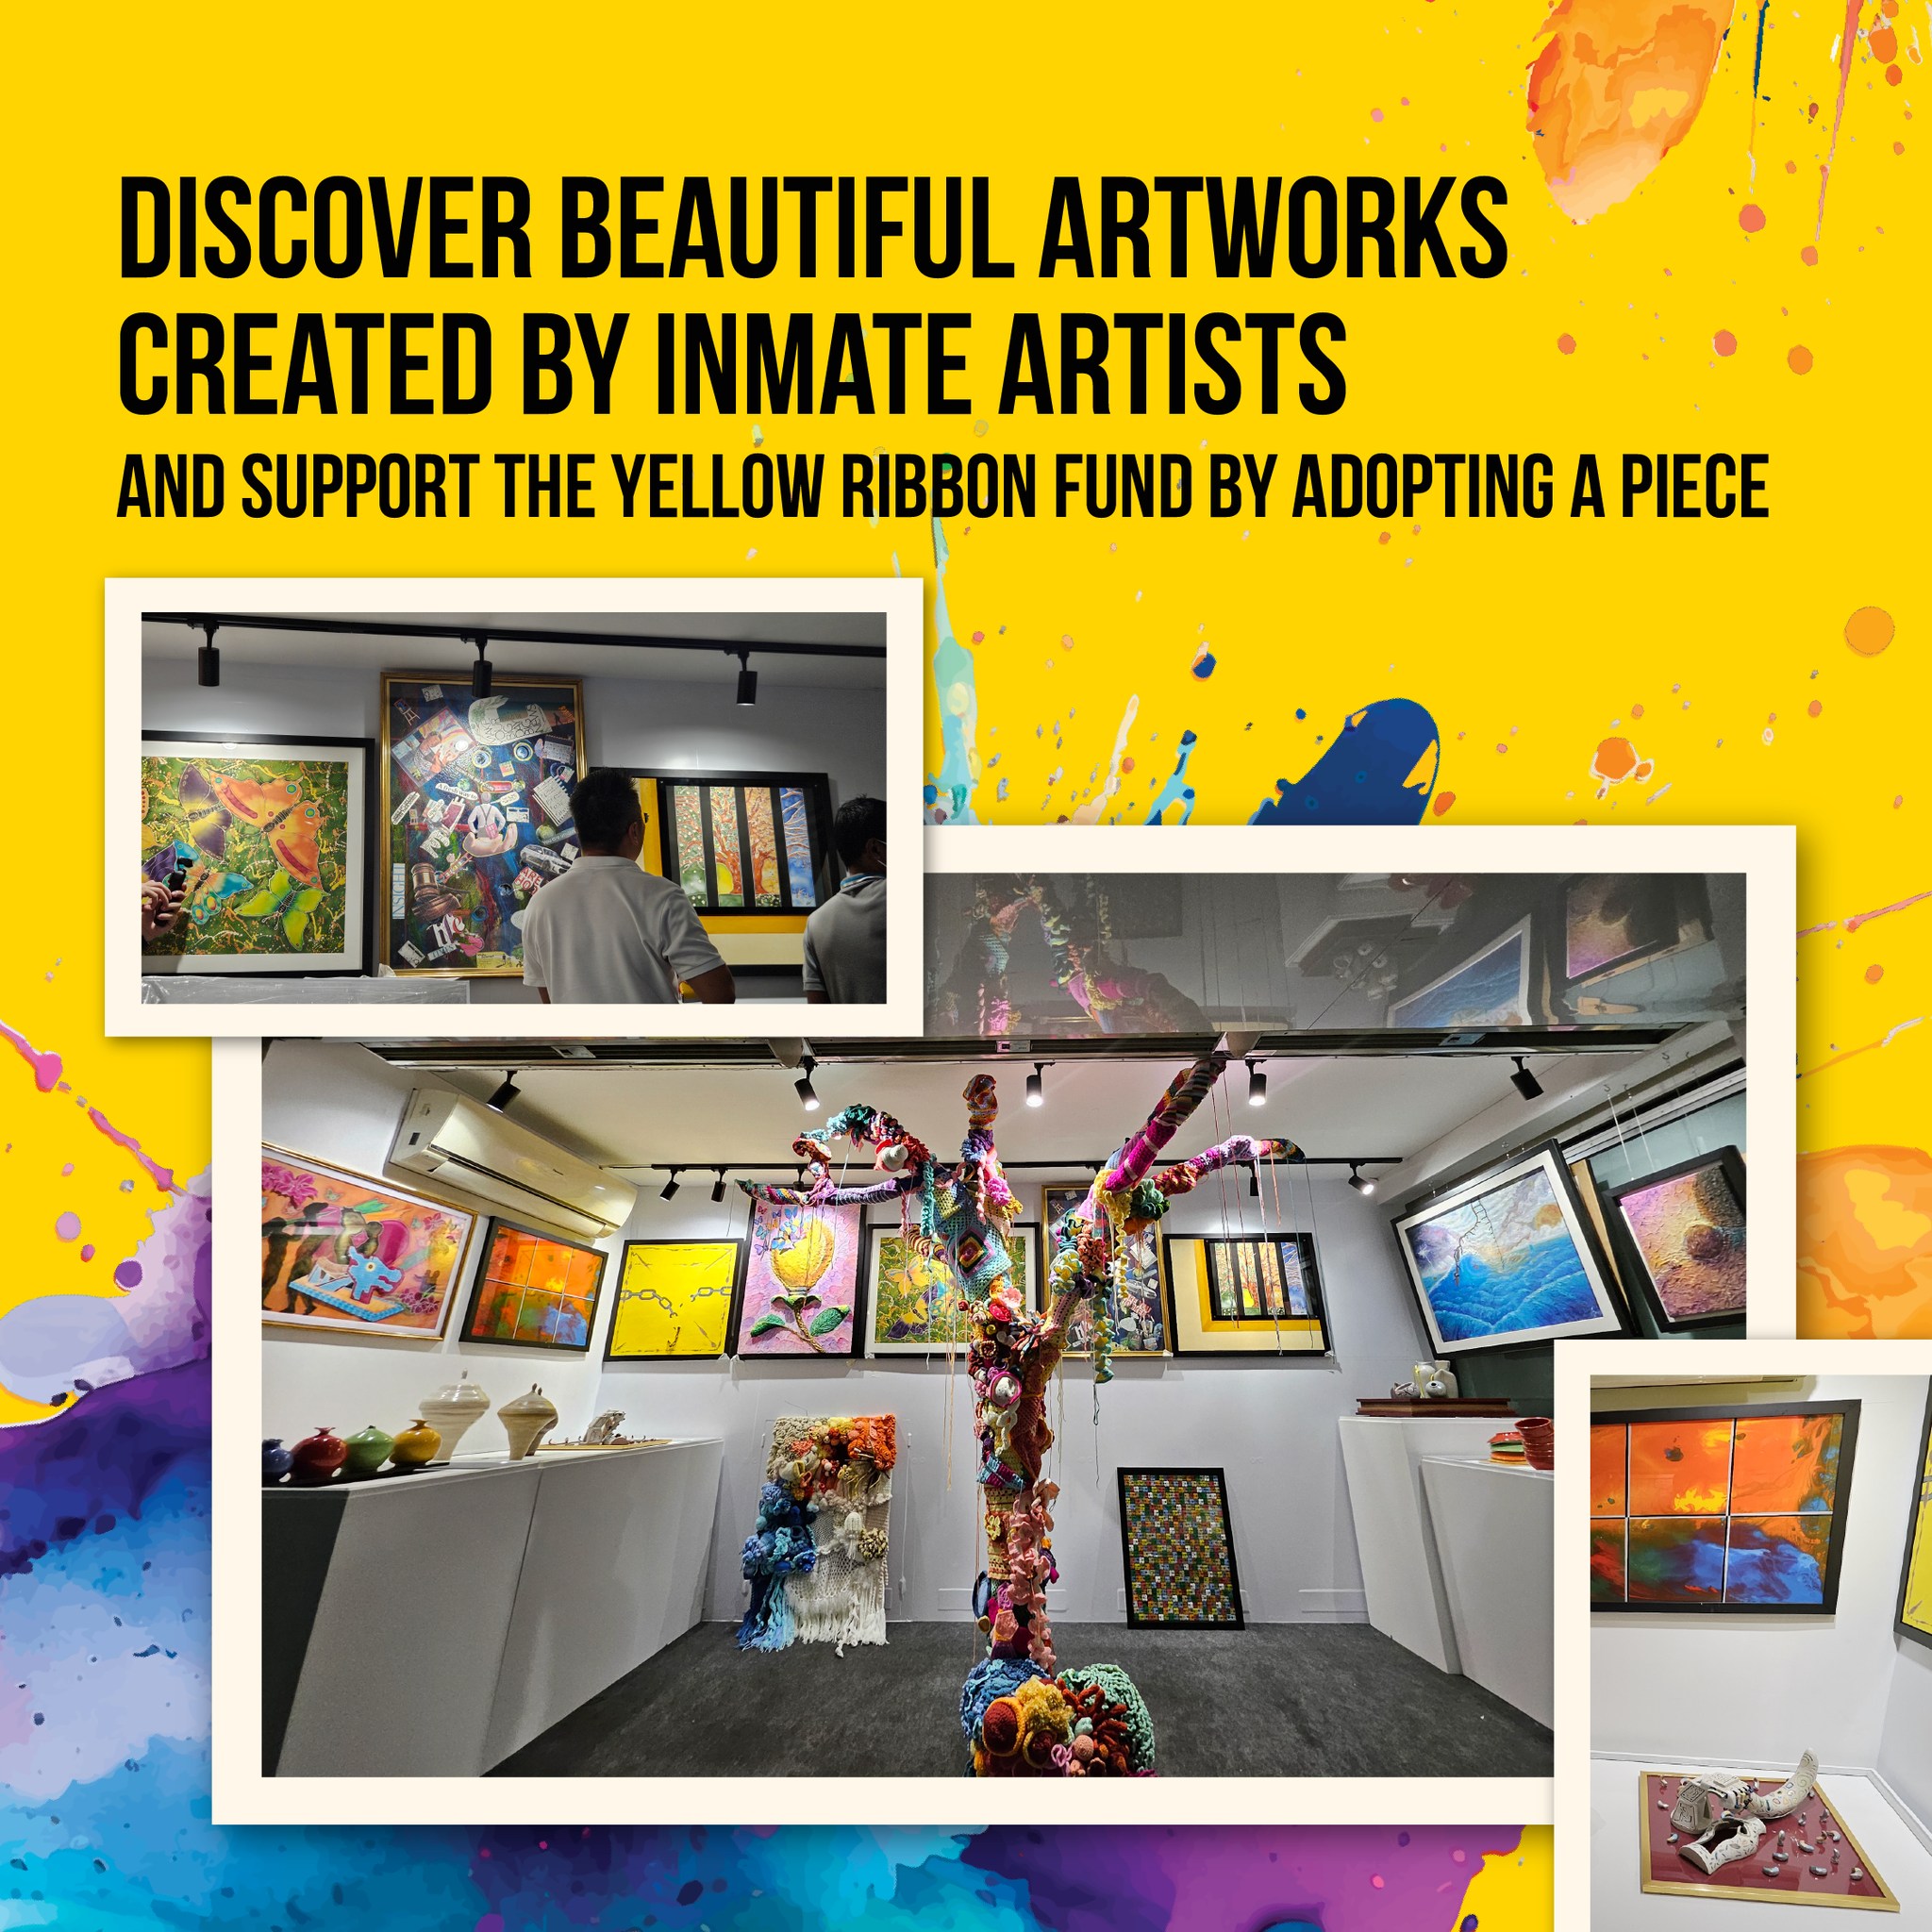 DISCOVER BEAUTIFUL ARTWORKS
CREATED BY INMATE ARTISTS
AND SUPPORT THE YELLOW RIBBON FUND BY ADOPTING A PIECE